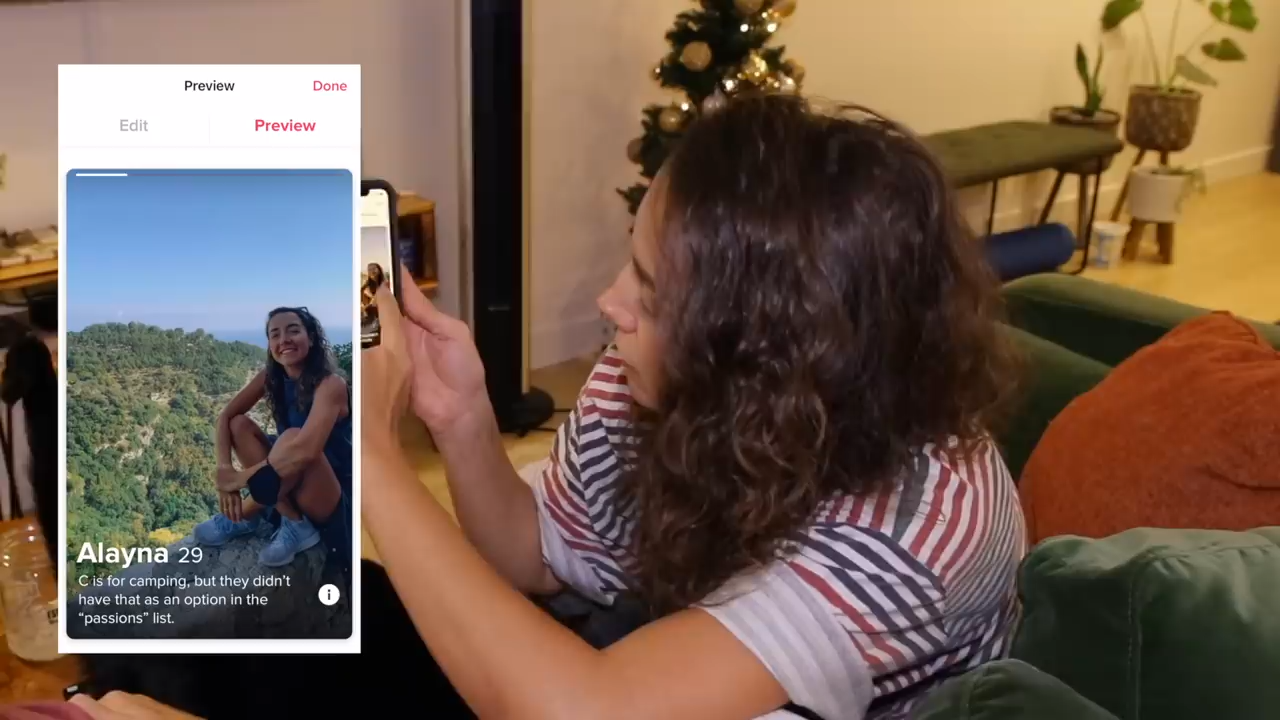 Preview
Done
Edit
Preview
Alayna 29
C is for camping, but they didn't
have that as an option in the
“passions” list.